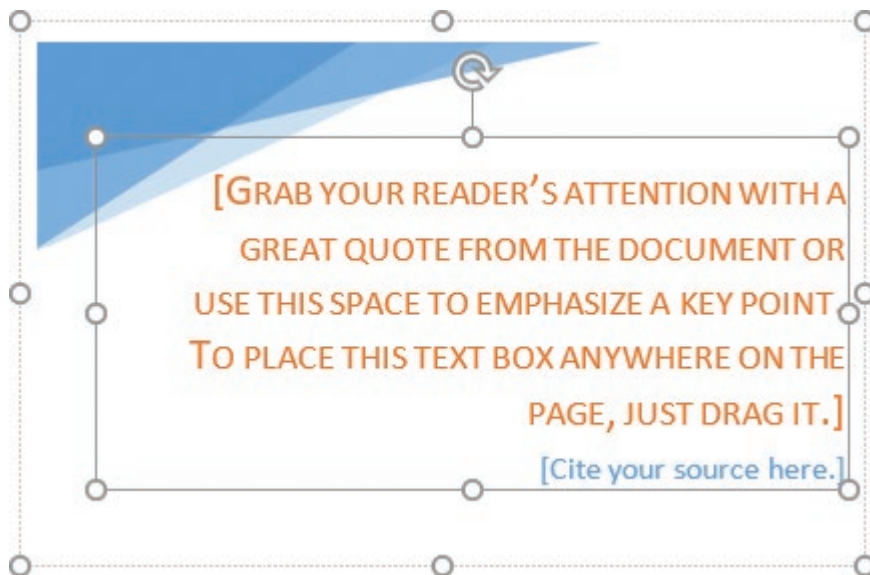 [GRAB YOUR READER’S ATTENTION WITH A
GREAT QUOTE FROM THE DOCUMENT OR
USE THIS SPACE TO EMPHASIZE A KEY POINT.
TO PLACE THIS TEXT BOX ANYWHERE ON THE
PAGE, JUST DRAG IT.]
[Cite your source here.]